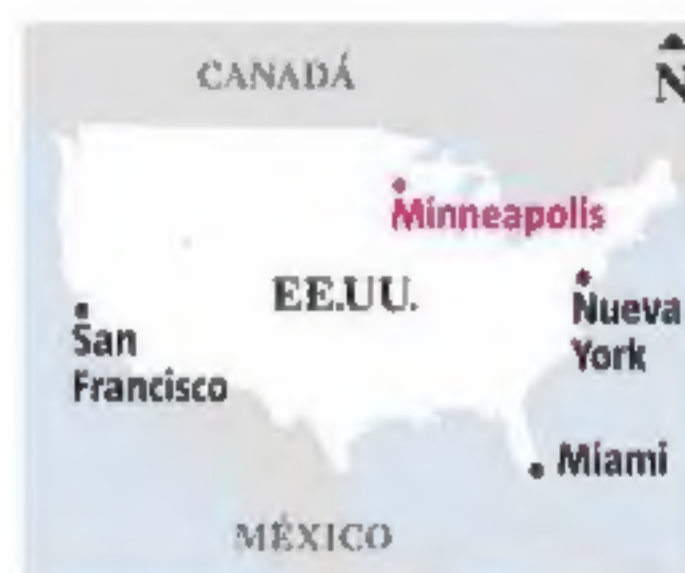 CANADÁ
N
Minneapolis
EE.UU.
San
Francisco
Nueva
York
Miami
MÉXICO